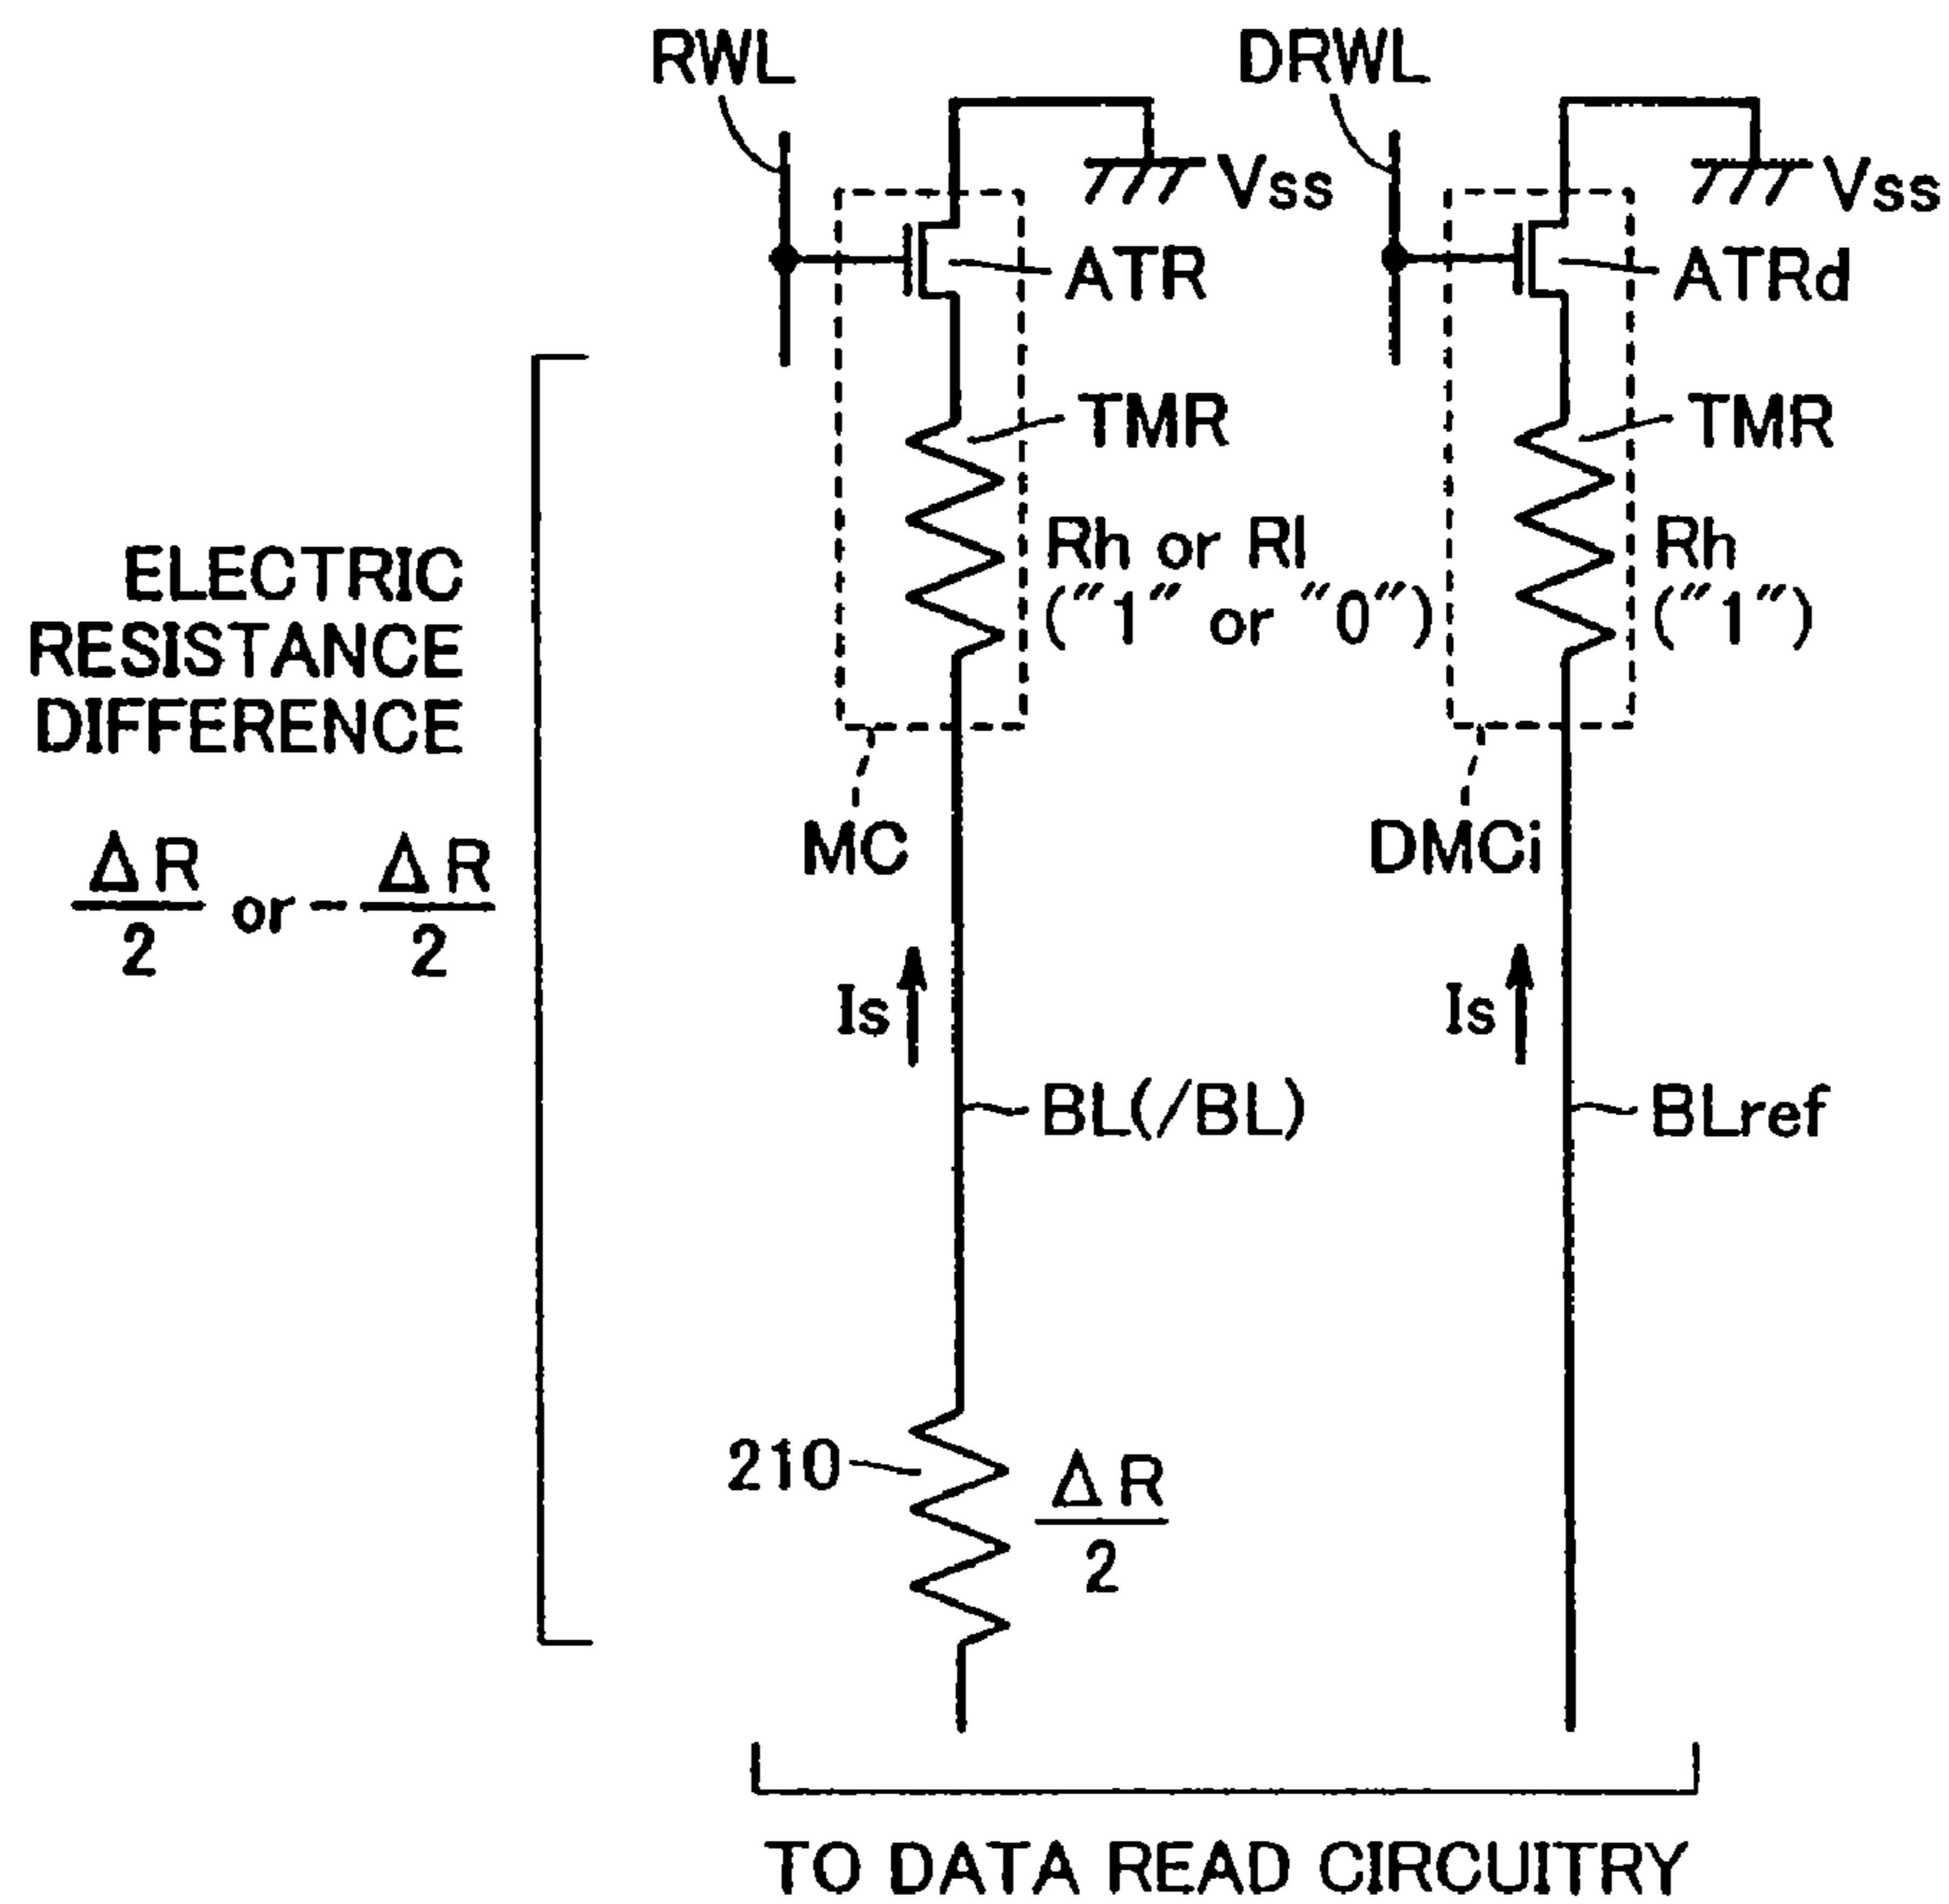 RWL
DRWL
Vss
Vss
ATR
ATRd
TMR
TMR
Rh or Rl
("1" or "0")
Rh
("1")
ELECTRIC
RESISTANCE
DIFFERENCE
ΔR/2 or -ΔR/2
MC
DMCi
Is
Is
BL(/BL)
BLref
210
ΔR/2
TO DATA READ CIRCUITRY